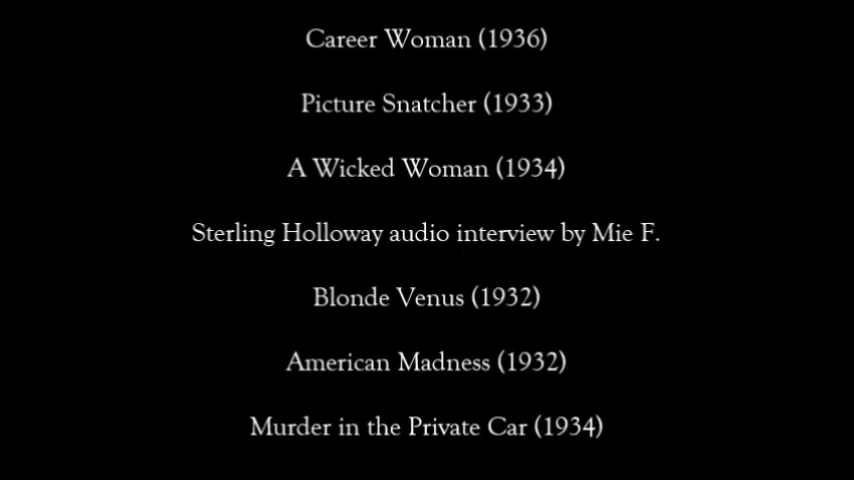 Career Woman (1936)
Picture Snatcher (1933)
A Wicked Woman (1934)
Sterling Holloway audio interview by Mie F.
Blonde Venus (1932)
American Madness (1932)
Murder in the Private Car (1934)